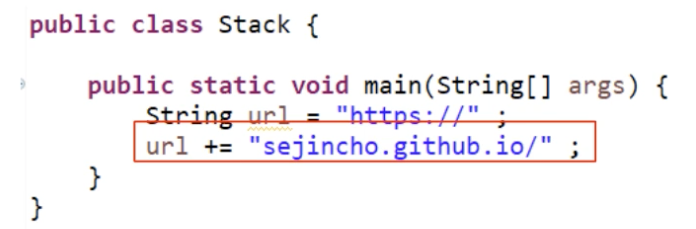 public class Stack {
public static void main(String[] args) {
String url = "https://" ;
url += "sejincho.github.io/" ;
}
}